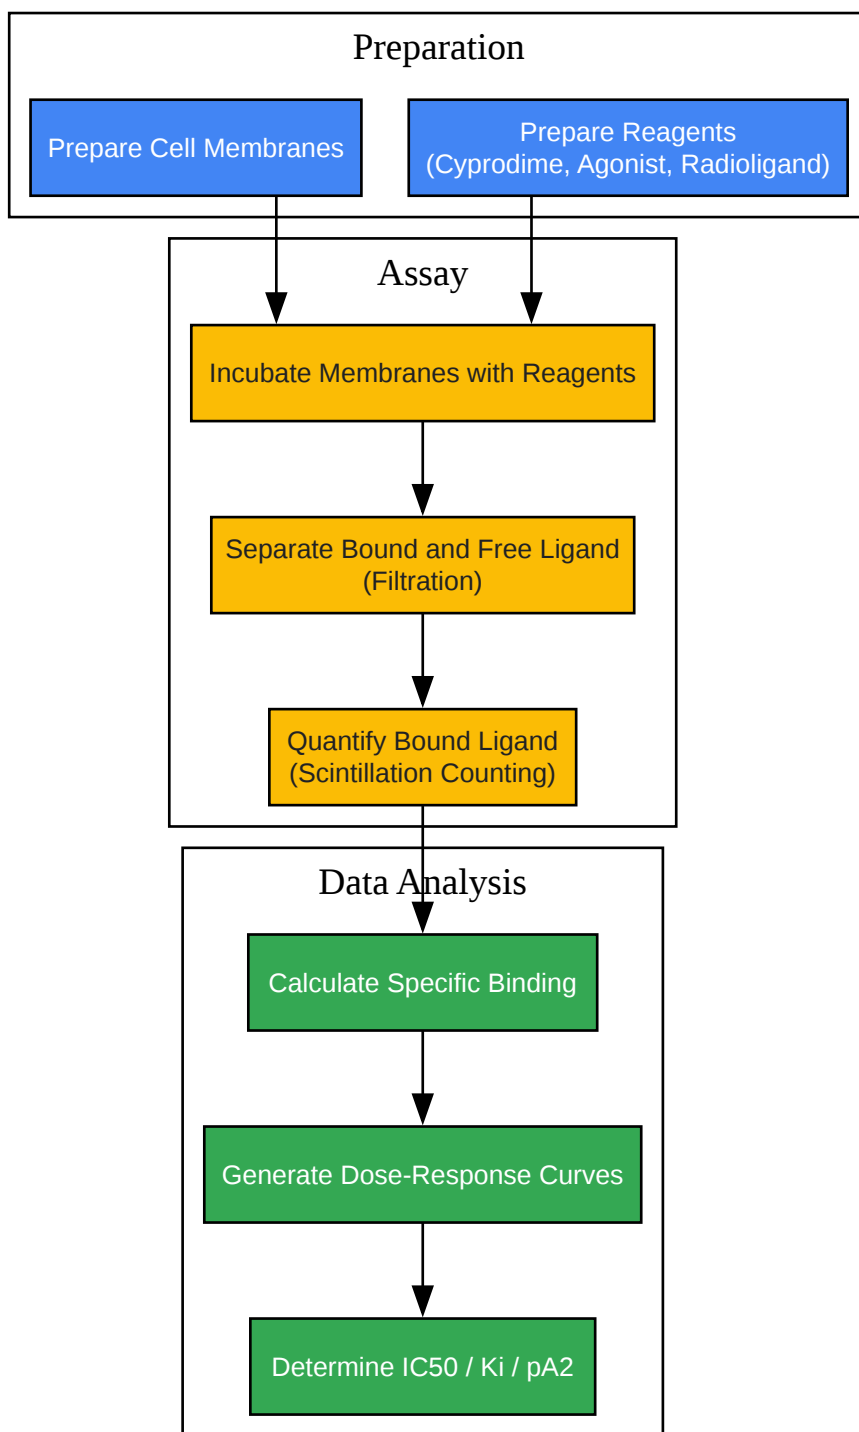 Preparation
Prepare Cell Membranes
Prepare Reagents
(Cyprodime, Agonist, Radioligand)
Assay
Incubate Membranes with Reagents
Separate Bound and Free Ligand
(Filtration)
Quantify Bound Ligand
(Scintillation Counting)
Data Analysis
Calculate Specific Binding
Generate Dose-Response Curves
Determine IC50 / Ki / pA2